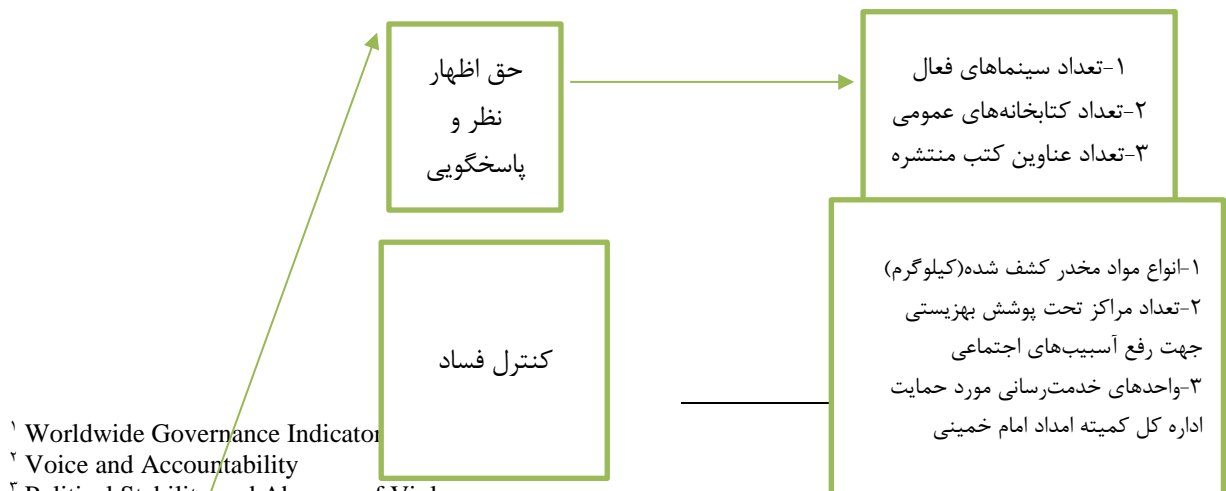 حق اظهار
نظر و
پاسخگویی
۱-تعداد سینماهای فعال
۲-تعداد کتابخانه‌های عمومی
۳-تعداد عناوین کتب منتشره
کنترل فساد
۱-انواع مواد مخدر کشف شده(کیلوگرم)
۲-تعداد مراکز تحت پوشش بهزیستی
جهت رفع آسبیب‌های اجتماعی
۳-واحدهای خدمت‌رسانی مورد حمایت
اداره کل کمیته امداد امام خمینی
۱ Worldwide Governance Indicator
۲ Voice and Accountability
۳